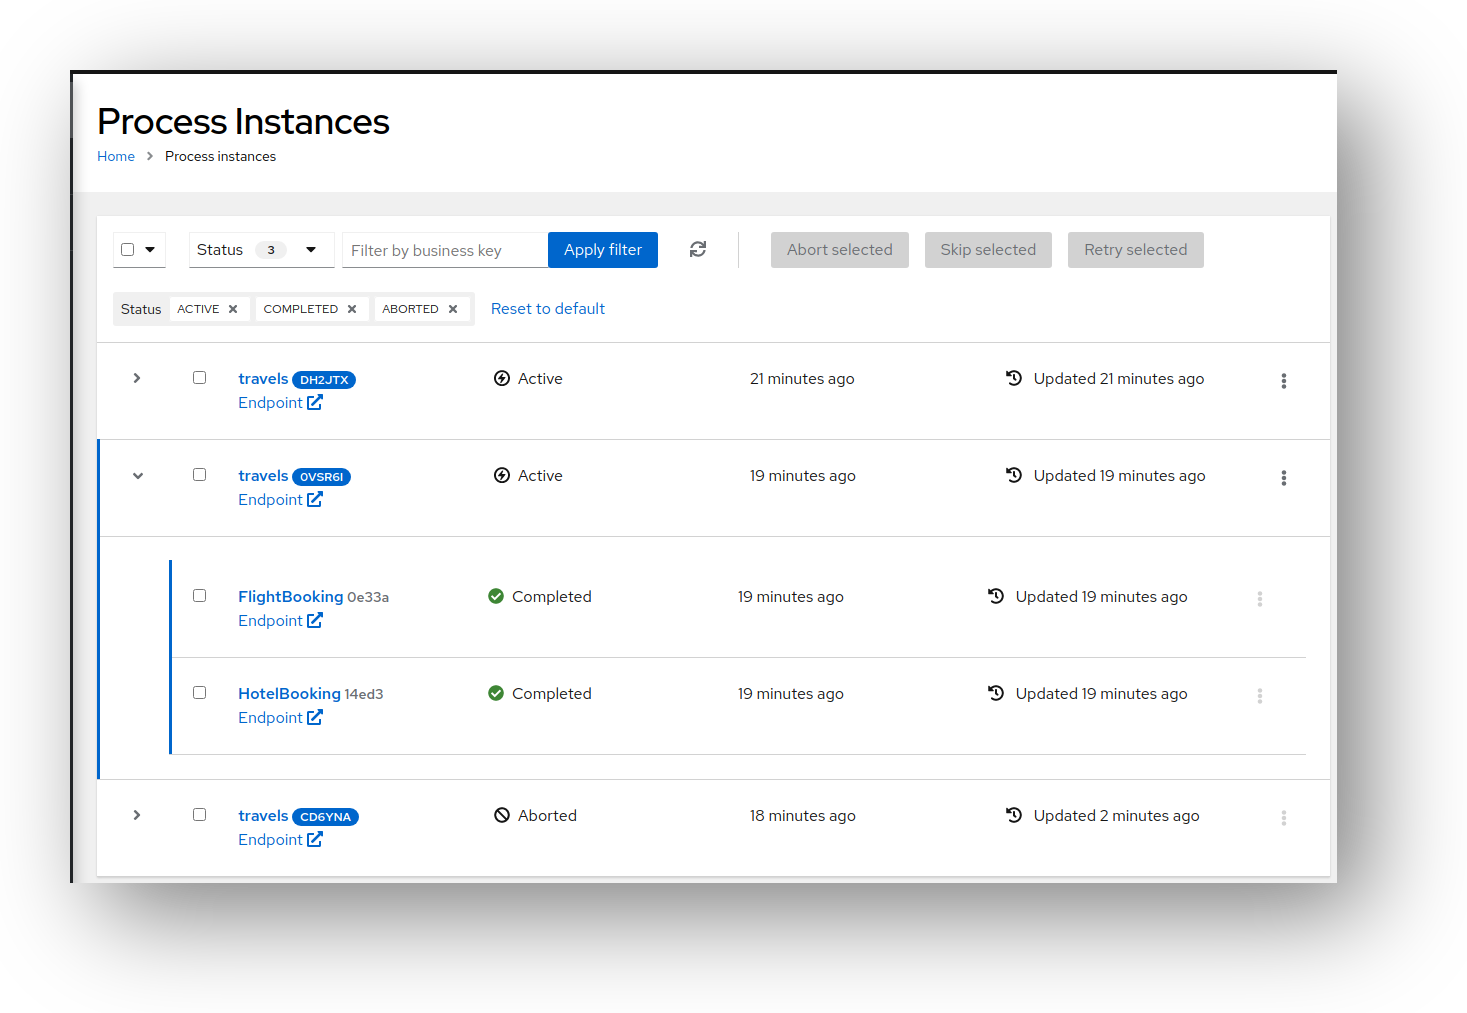 Process Instances
Home Process instances
Status 3 Filter by business key Apply filter Abort selected Skip selected Retry selected
Status ACTIVE COMPLETED ABORTED Reset to default
travels DH2JTX Active 21 minutes ago Updated 21 minutes ago
Endpoint
travels 0VSR6I Active 19 minutes ago Updated 19 minutes ago
Endpoint
FlightBooking 0e33a Completed 19 minutes ago Updated 19 minutes ago
Endpoint
HotelBooking 14ed3 Completed 19 minutes ago Updated 19 minutes ago
Endpoint
travels CD6YNA Aborted 18 minutes ago Updated 2 minutes ago
Endpoint